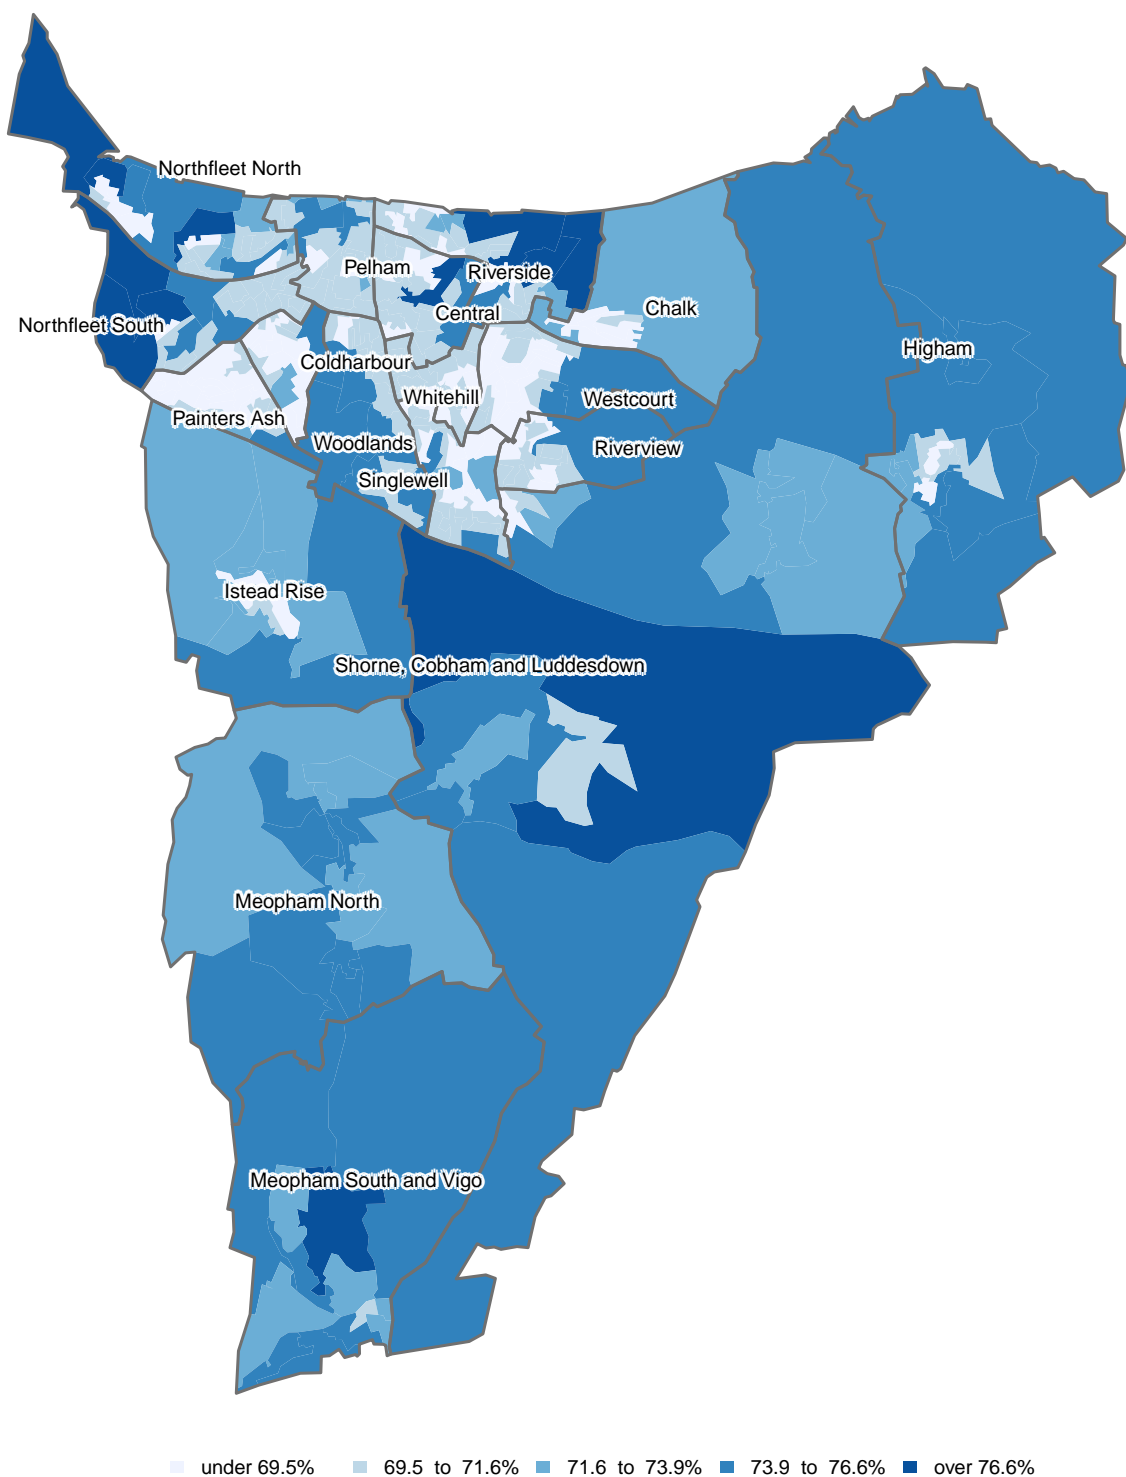 Northfleet North
Pelham
Riverside
Central
Chalk
Northfleet South
Higham
Coldharbour
Whitehill
Westcourt
Painters Ash
Woodlands
Riverview
Singlewell
Istead Rise
Shorne, Cobham and Luddesdown
Meopham North
Meopham South and Vigo
under 69.5% 69.5 to 71.6% 71.6 to 73.9% 73.9 to 76.6% over 76.6%